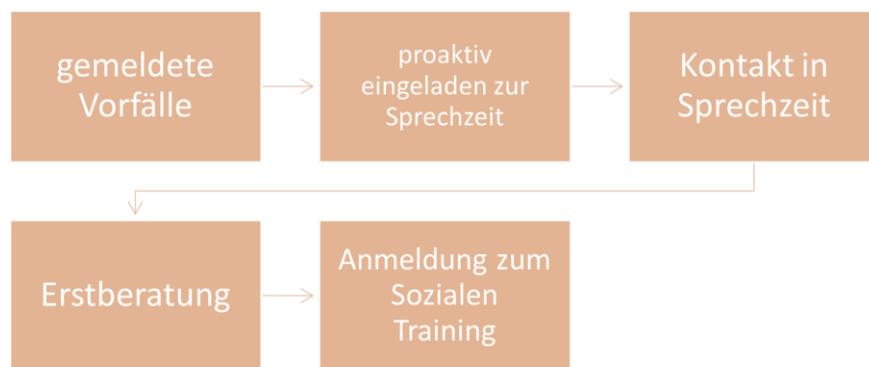 gemeldete
Vorfälle
proaktiv
eingeladen zur
Sprechzeit
Kontakt in
Sprechzeit
Erstberatung
Anmeldung zum
Sozialen
Training